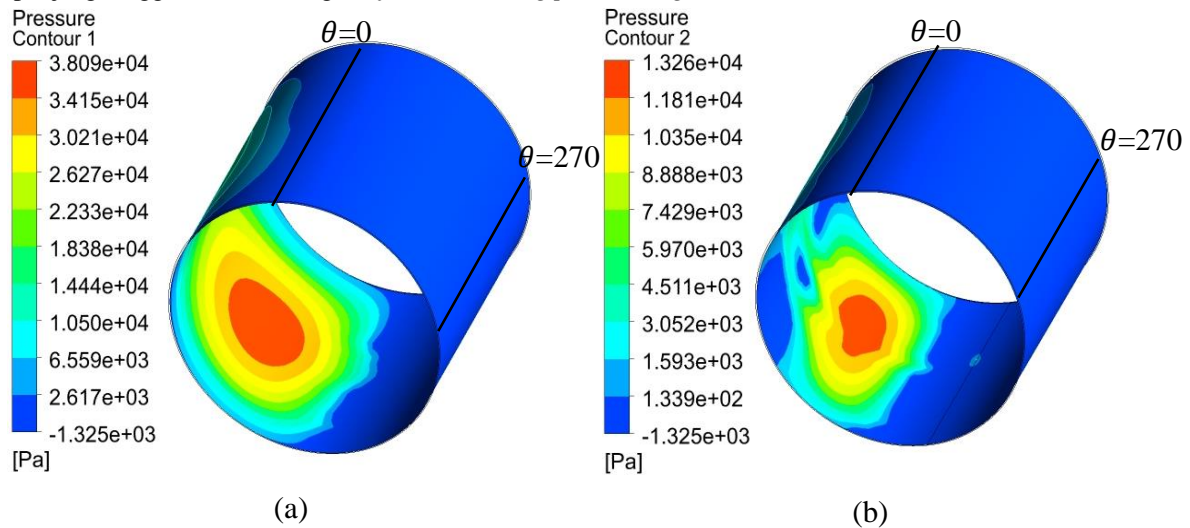 Pressure
Contour 1
3.809e+04
3.415e+04
3.021e+04
2.627e+04
2.233e+04
1.838e+04
1.444e+04
1.050e+04
6.559e+03
2.617e+03
-1.325e+03
[Pa]
θ=0
θ=270
(a)
Pressure
Contour 2
1.326e+04
1.181e+04
1.035e+04
8.888e+03
7.429e+03
5.970e+03
4.511e+03
3.052e+03
1.593e+03
1.339e+02
-1.325e+03
[Pa]
θ=0
θ=270
(b)